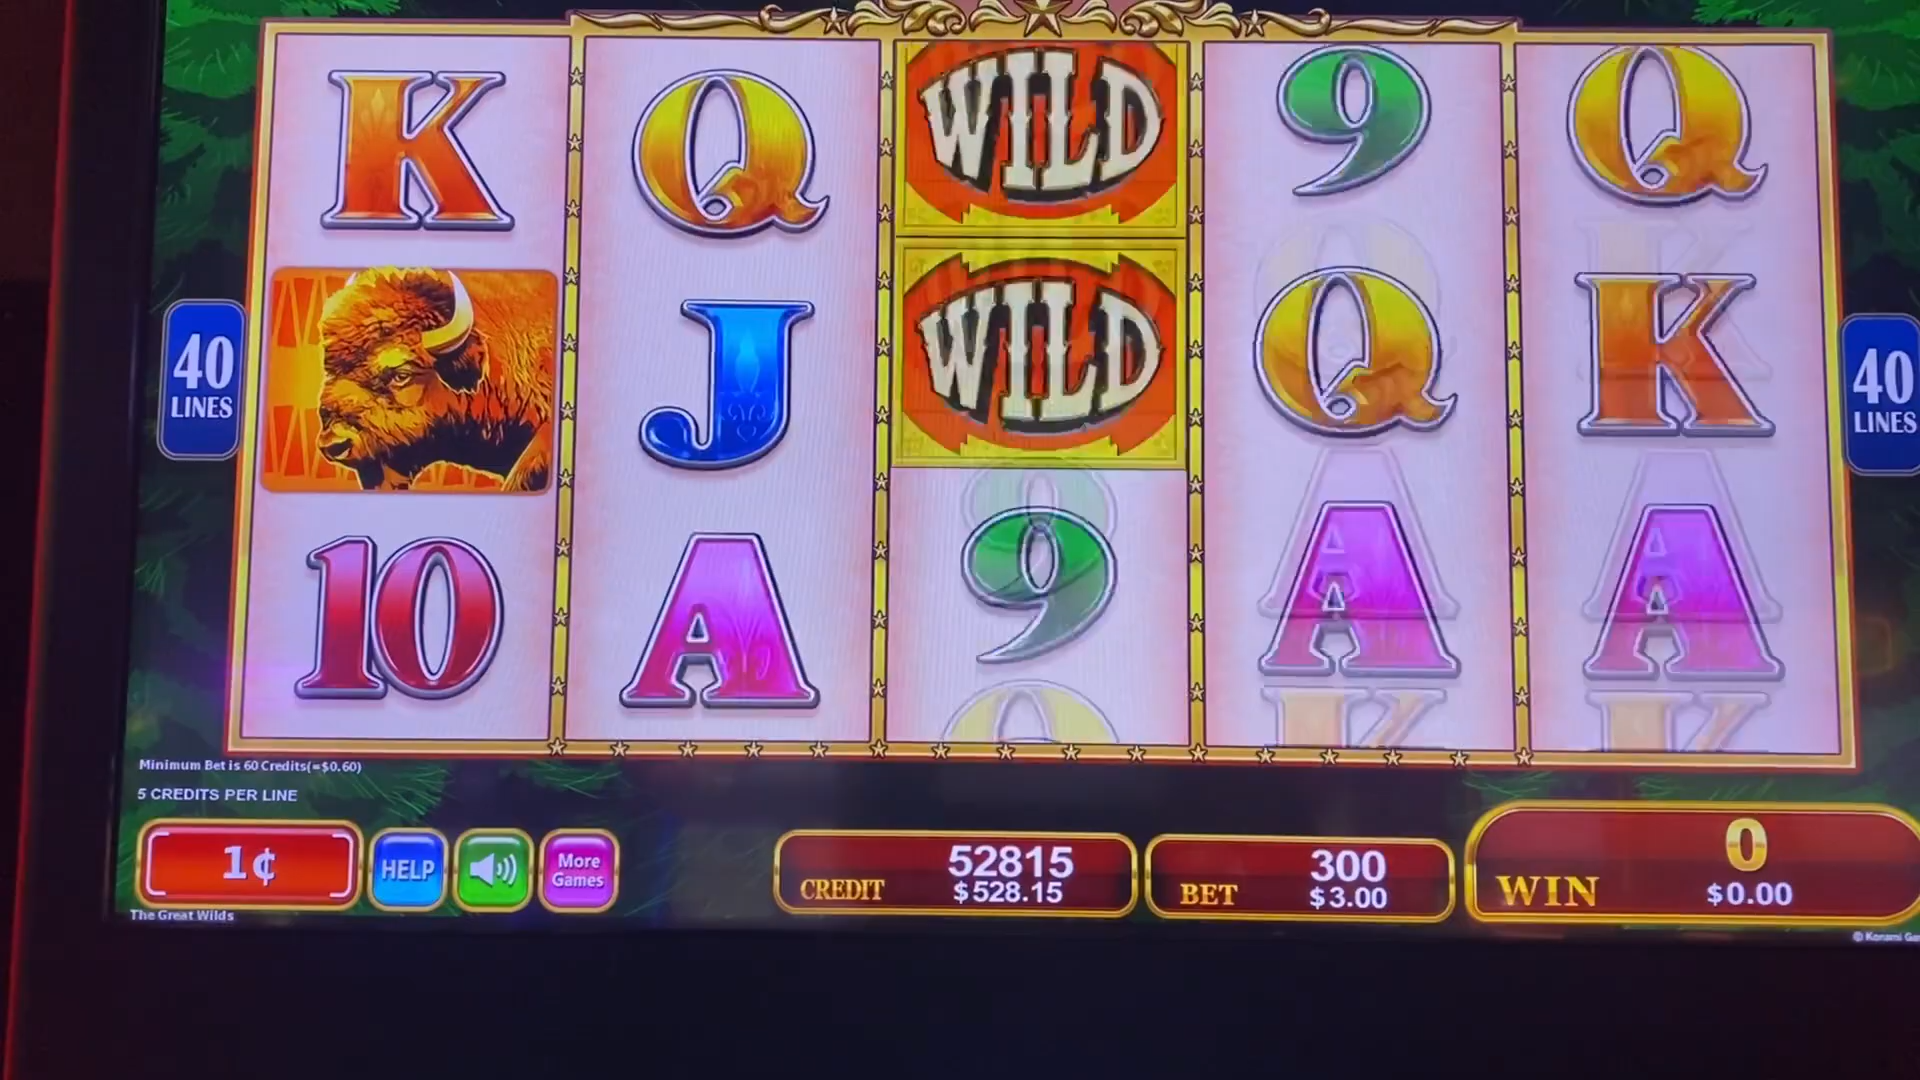 K Q WILD 9 Q
J WILD Q K
10 A 9 A A
40
LINES
40
LINES
Minimum Bet is 60 Credits(=$0.60)
5 CREDITS PER LINE
1¢
HELP
More
Games
CREDIT
52815
$528.15
BET
300
$3.00
WIN
0
$0.00
The Great Wilds
© Konami